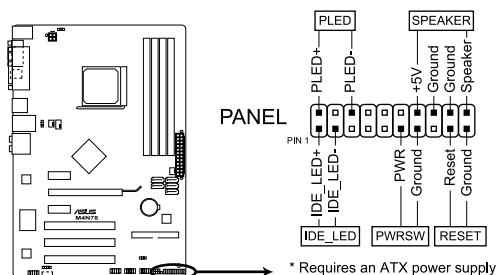 PLED
SPEAKER
PLED+
PLED-
+5V
Ground
Ground
Speaker
PANEL
PIN 1
IDE_LED+
IDE_LED-
PWR
Ground
Reset
Ground
IDE_LED
PWRSW
RESET
ASUS
M4N78
* Requires an ATX power supply